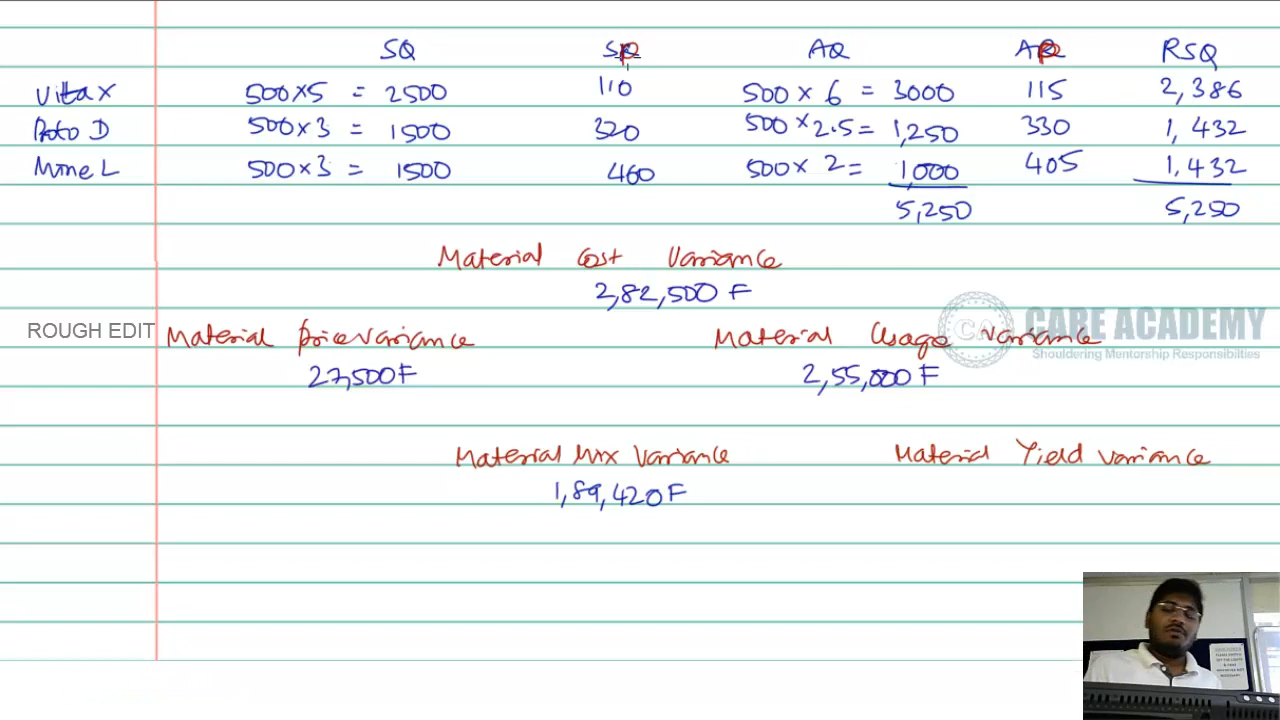 SQ SP AQ AP RSQ
Vitta X 500 × 5 = 2500 110 500 × 6 = 3000 115 2,386
Proto D 500 × 3 = 1500 320 500 × 2.5 = 1,250 330 1,432
Mine L 500 × 3 = 1500 460 500 × 2 = 1,000 405 1,432
5,250 5,250
Material Cost Variance
2,82,500 F
ROUGH EDIT Material price variance Material Usage variance
CARE ACADEMY
Shouldering Mentorship Responsibilities
27,500 F 2,55,000 F
Material Mix Variance Material Yield variance
1,89,420 F